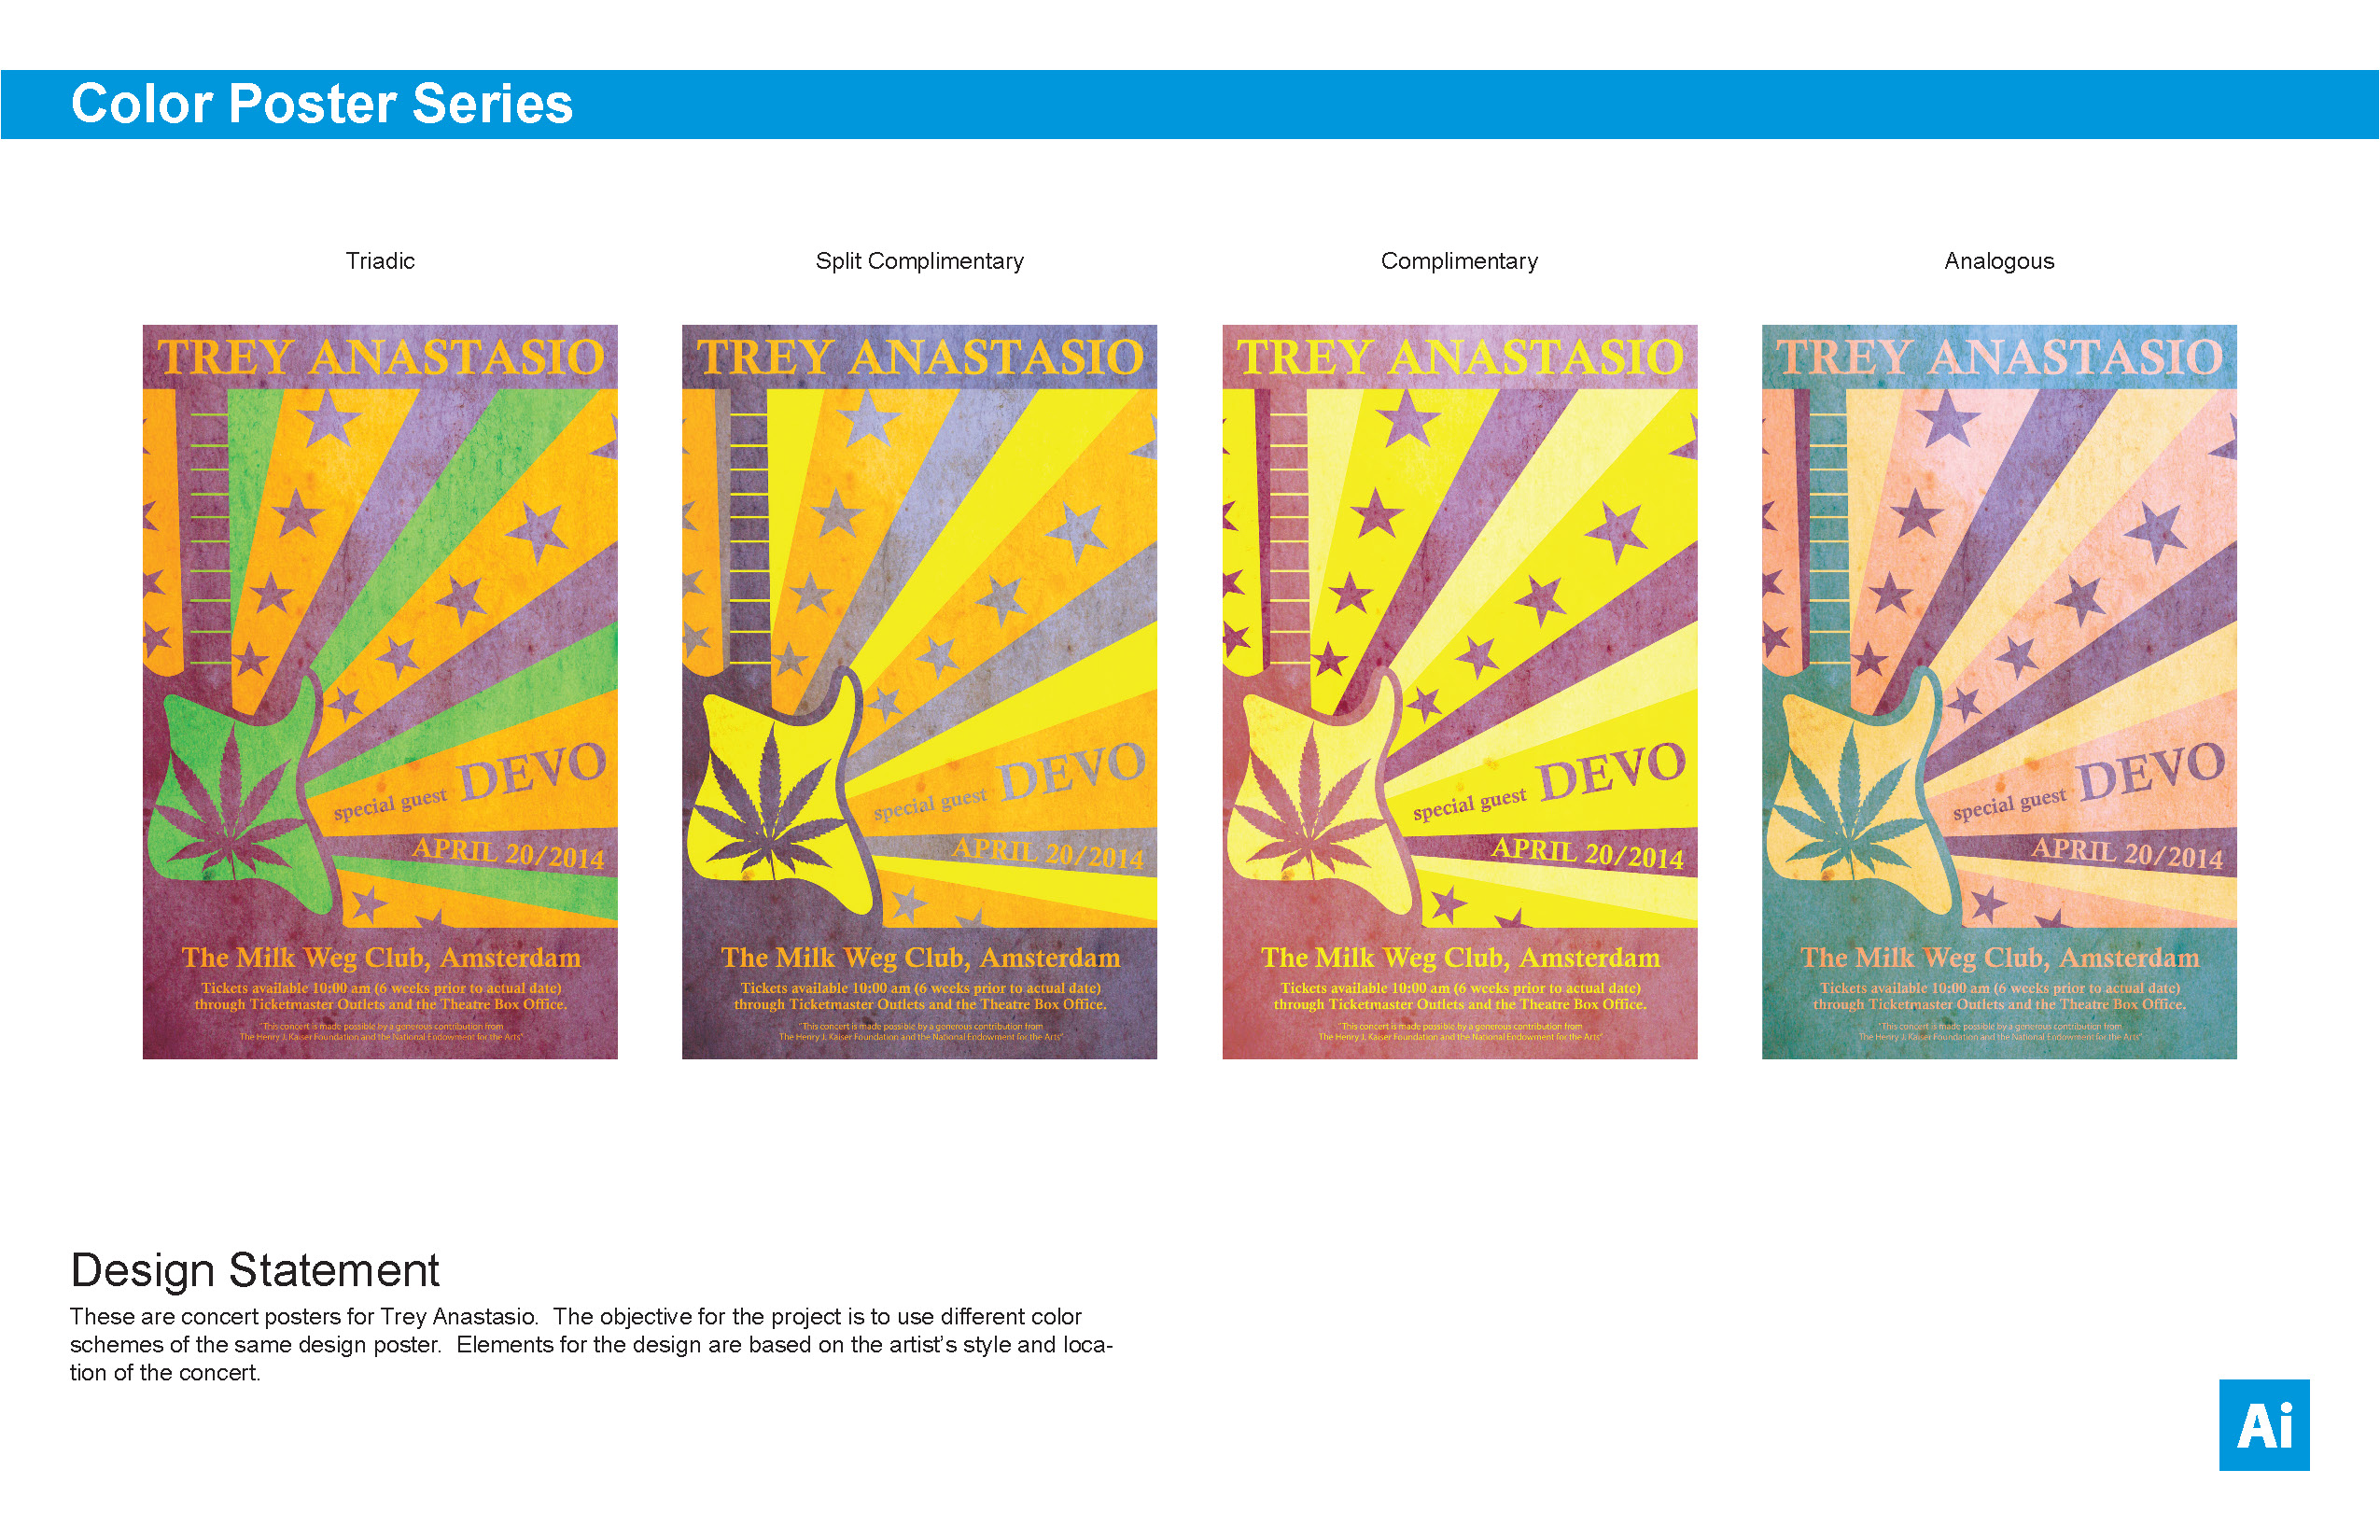 Color Poster Series
Triadic
Split Complimentary
Complimentary
Analogous
TREY ANASTASIO
special guest DEVO
APRIL 20/2014
The Milk Weg Club, Amsterdam
Tickets available 10:00 am (6 weeks prior to actual date)
through Ticketmaster Outlets and the Theatre Box Office.
"This concert is made possible by a generous contribution from
The Henry J. Kaiser Foundation and the National Endowment for the Arts"
TREY ANASTASIO
special guest DEVO
APRIL 20/2014
The Milk Weg Club, Amsterdam
Tickets available 10:00 am (6 weeks prior to actual date)
through Ticketmaster Outlets and the Theatre Box Office.
"This concert is made possible by a generous contribution from
The Henry J. Kaiser Foundation and the National Endowment for the Arts"
TREY ANASTASIO
special guest DEVO
APRIL 20/2014
The Milk Weg Club, Amsterdam
Tickets available 10:00 am (6 weeks prior to actual date)
through Ticketmaster Outlets and the Theatre Box Office.
"This concert is made possible by a generous contribution from
The Henry J. Kaiser Foundation and the National Endowment for the Arts"
TREY ANASTASIO
special guest DEVO
APRIL 20/2014
The Milk Weg Club, Amsterdam
Tickets available 10:00 am (6 weeks prior to actual date)
through Ticketmaster Outlets and the Theatre Box Office.
"This concert is made possible by a generous contribution from
The Henry J. Kaiser Foundation and the National Endowment for the Arts"
Design Statement
These are concert posters for Trey Anastasio.  The objective for the project is to use different color
schemes of the same design poster.  Elements for the design are based on the artist’s style and loca-
tion of the concert.
Ai